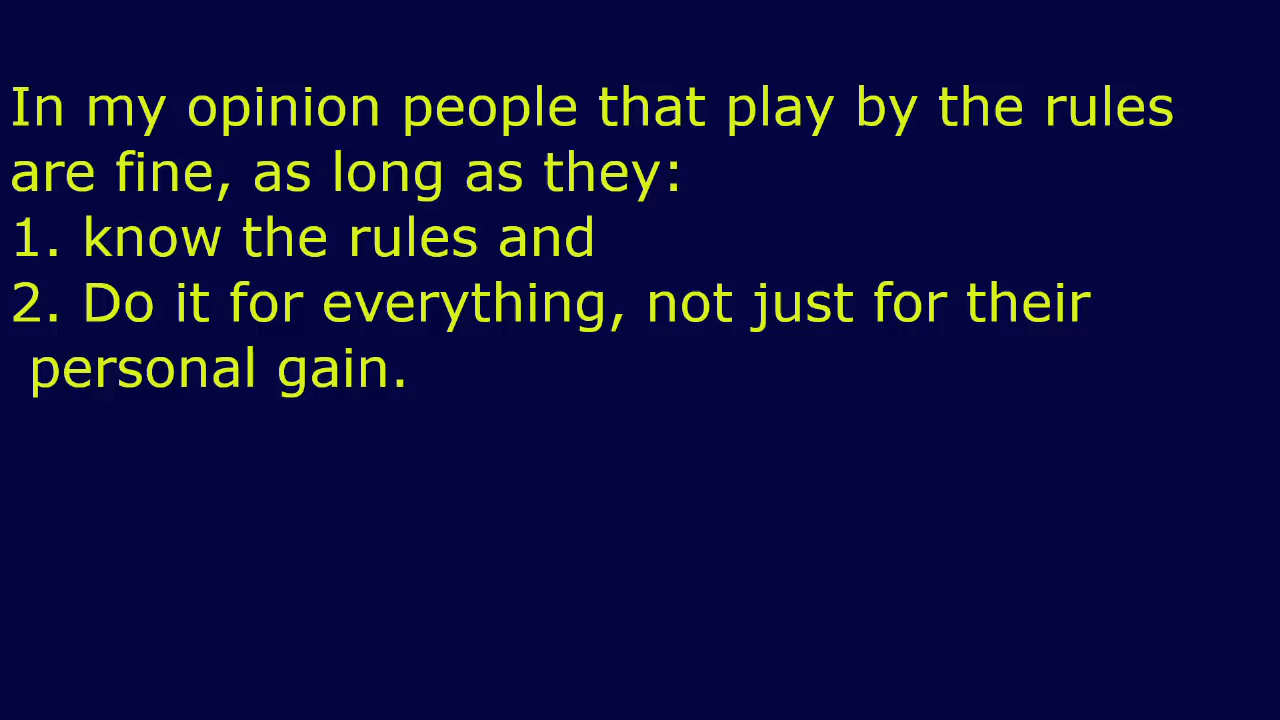 In my opinion people that play by the rules
are fine, as long as they:
1. know the rules and
2. Do it for everything, not just for their
personal gain.